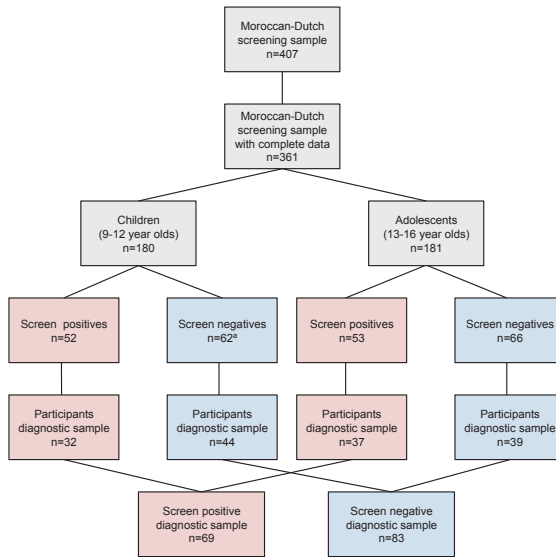 Moroccan-Dutch
screening sample
n=407
Moroccan-Dutch
screening sample
with complete data
n=361
Children
(9-12 year olds)
n=180
Adolescents
(13-16 year olds)
n=181
Screen positives
n=52
Screen negatives
n=62ª
Screen positives
n=53
Screen negatives
n=66
Participants
diagnostic sample
n=32
Participants
diagnostic sample
n=44
Participants
diagnostic sample
n=37
Participants
diagnostic sample
n=39
Screen positive
diagnostic sample
n=69
Screen negative
diagnostic sample
n=83